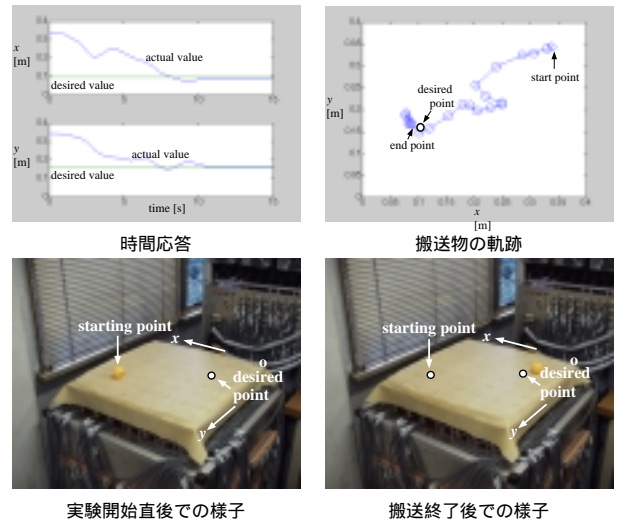 x
[m]
actual value
desired value
y
[m]
actual value
desired value
time [s]
時間応答
y
[m]
desired
point
start point
end point
x
[m]
搬送物の軌跡
starting point
x
o
desired
point
y
実験開始直後での様子
starting point
x
o
desired
point
y
搬送終了後での様子